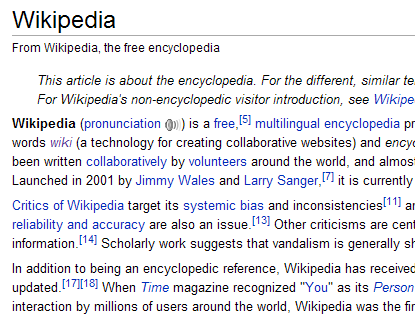 Wikipedia
From Wikipedia, the free encyclopedia
This article is about the encyclopedia. For the different, similar te
For Wikipedia's non-encyclopedic visitor introduction, see Wikipe
Wikipedia (pronunciation ) is a free,[5] multilingual encyclopedia pr
words wiki (a technology for creating collaborative websites) and ency
been written collaboratively by volunteers around the world, and almos
Launched in 2001 by Jimmy Wales and Larry Sanger,[7] it is currently
Critics of Wikipedia target its systemic bias and inconsistencies[11] an
reliability and accuracy are also an issue.[13] Other criticisms are cent
information.[14] Scholarly work suggests that vandalism is generally sh
In addition to being an encyclopedic reference, Wikipedia has received
updated.[17][18] When Time magazine recognized "You" as its Person
interaction by millions of users around the world, Wikipedia was the fir